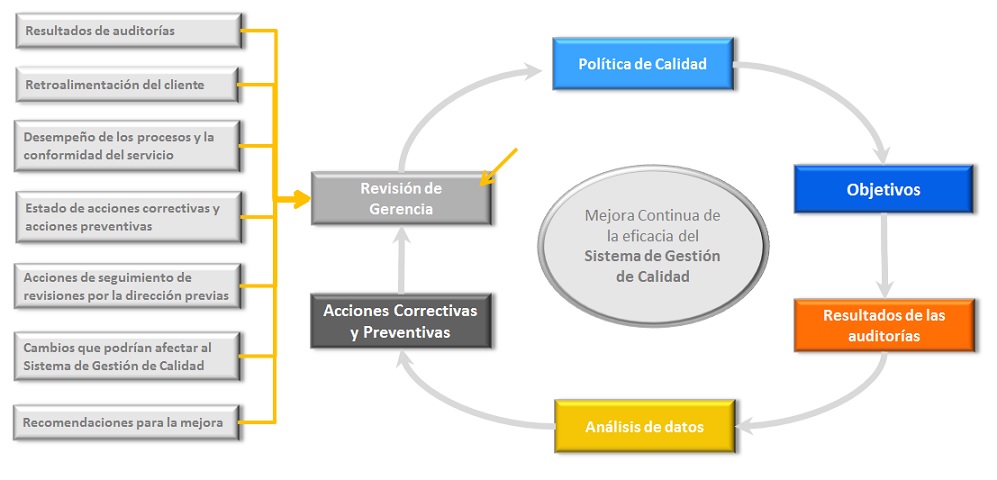 Resultados de auditorías
Retroalimentación del cliente
Desempeño de los procesos y la
conformidad del servicio
Estado de acciones correctivas y
acciones preventivas
Acciones de seguimiento de
revisiones por la dirección previas
Cambios que podrían afectar al
Sistema de Gestión de Calidad
Recomendaciones para la mejora
Revisión de
Gerencia
Política de Calidad
Objetivos
Resultados de las
auditorías
Análisis de datos
Acciones Correctivas
y Preventivas
Mejora Continua de
la eficacia del
Sistema de Gestión
de Calidad